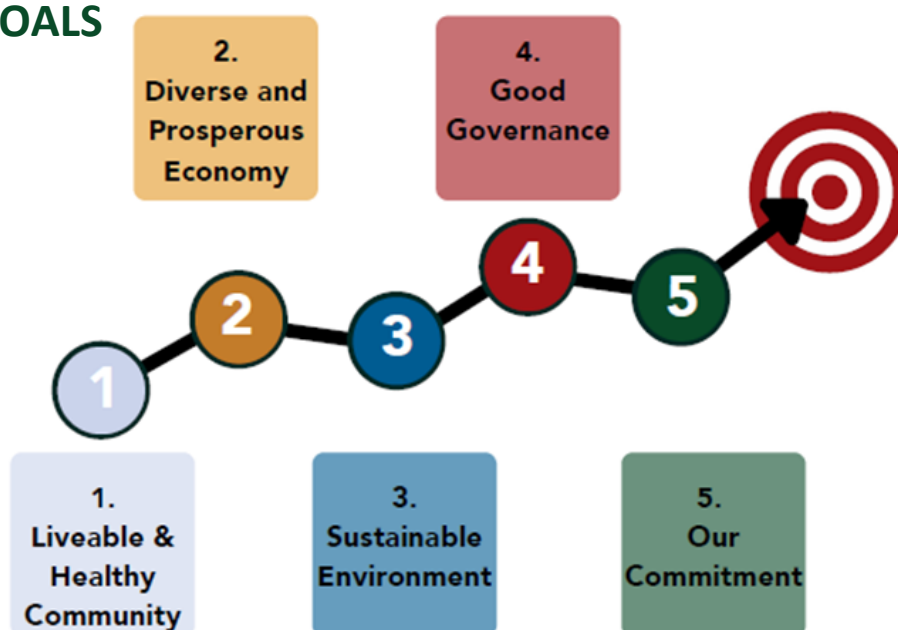 OALS
2.
Diverse and
Prosperous
Economy
4.
Good
Governance
1
2
3
4
5
1.
Liveable &
Healthy
Community
3.
Sustainable
Environment
5.
Our
Commitment